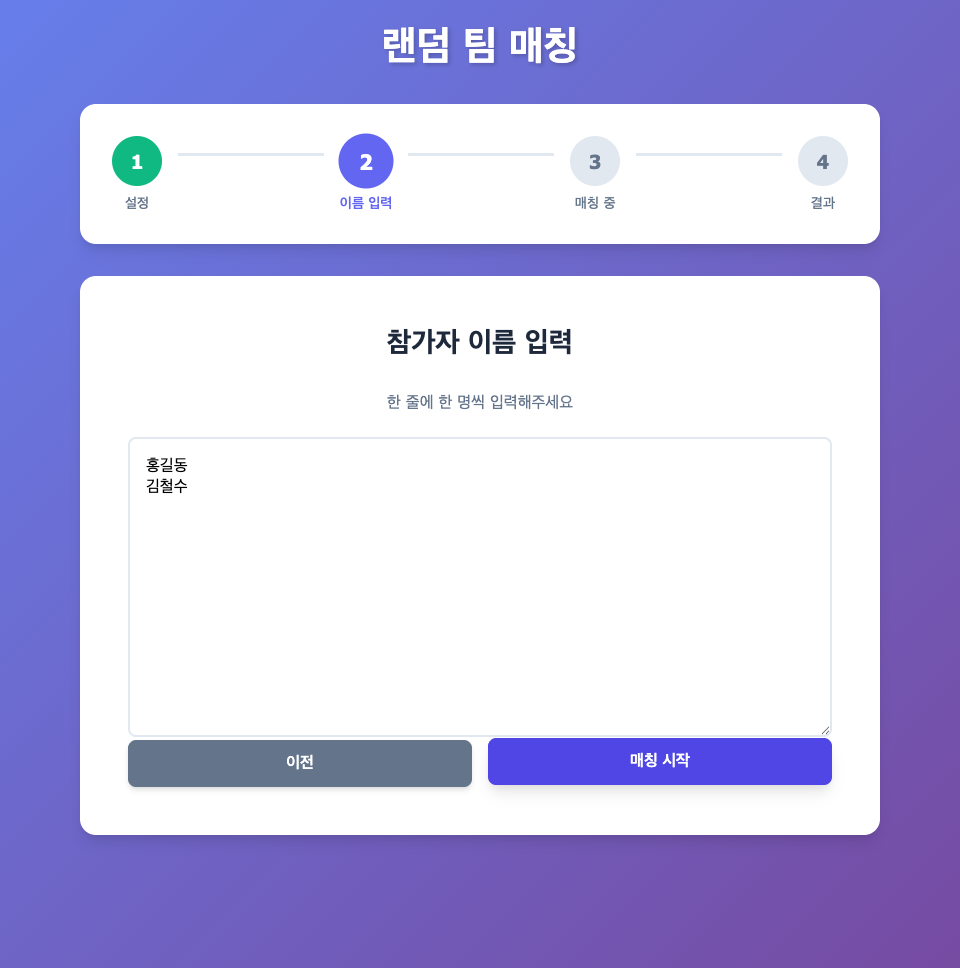 랜덤 팀 매칭
1
2
3
4
설정
이름 입력
매칭 중
결과
참가자 이름 입력
한 줄에 한 명씩 입력해주세요
홍길동
김철수
이전
매칭 시작